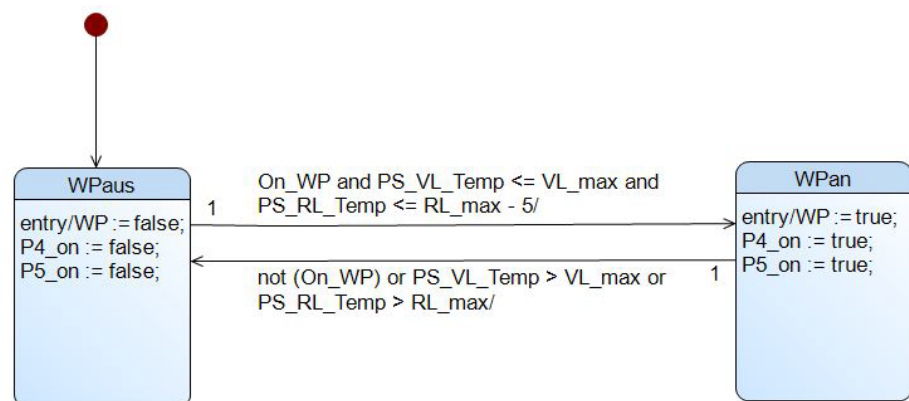 WPaus
entry/WP := false;
P4_on := false;
P5_on := false;
1
On_WP and PS_VL_Temp <= VL_max and
PS_RL_Temp <= RL_max - 5/
not (On_WP) or PS_VL_Temp > VL_max or
PS_RL_Temp > RL_max/
1
WPan
entry/WP := true;
P4_on := true;
P5_on := true;